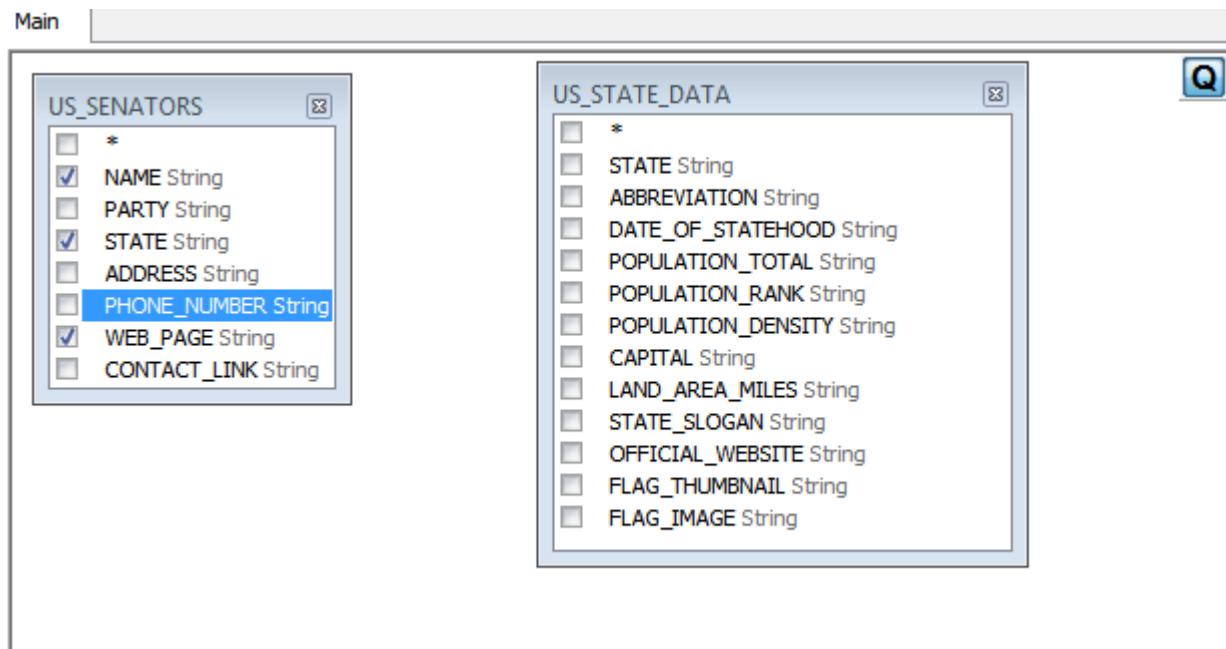 Main
Q
US_SENATORS
*
NAME String
PARTY String
STATE String
ADDRESS String
PHONE_NUMBER String
WEB_PAGE String
CONTACT_LINK String
US_STATE_DATA
*
STATE String
ABBREVIATION String
DATE_OF_STATEHOOD String
POPULATION_TOTAL String
POPULATION_RANK String
POPULATION_DENSITY String
CAPITAL String
LAND_AREA_MILES String
STATE_SLOGAN String
OFFICIAL_WEBSITE String
FLAG_THUMBNAIL String
FLAG_IMAGE String